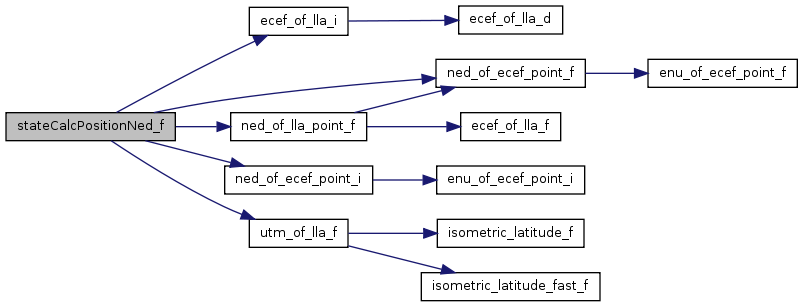 ecef_of_lla_i
ecef_of_lla_d
ned_of_ecef_point_f
enu_of_ecef_point_f
stateCalcPositionNed_f
ned_of_lla_point_f
ecef_of_lla_f
ned_of_ecef_point_i
enu_of_ecef_point_i
utm_of_lla_f
isometric_latitude_f
isometric_latitude_fast_f